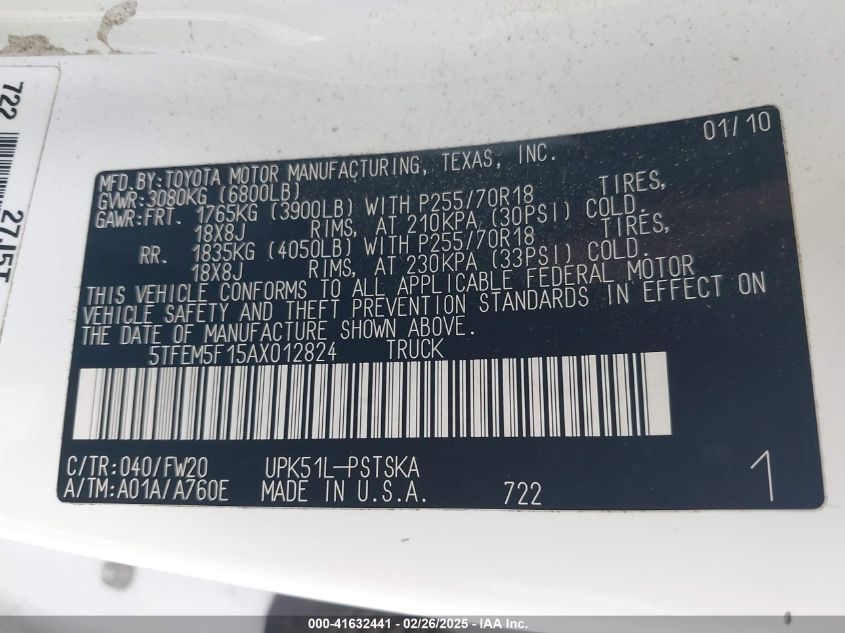 722
27J5T
01/10
MFD.BY:TOYOTA MOTOR MANUFACTURING, TEXAS, INC.
GVWR:3080KG (6800LB)
GAWR:FRT. 1765KG (3900LB) WITH P255/70R18 TIRES,
18X8J RIMS, AT 210KPA (30PSI) COLD.
RR. 1835KG (4050LB) WITH P255/70R18 TIRES,
18X8J RIMS, AT 230KPA (33PSI) COLD.
THIS VEHICLE CONFORMS TO ALL APPLICABLE FEDERAL MOTOR
VEHICLE SAFETY AND THEFT PREVENTION STANDARDS IN EFFECT ON
THE DATE OF MANUFACTURE SHOWN ABOVE.
5TFEM5F15AX012824 TRUCK
C/TR:040/FW20 UPK51L-PSTSKA
A/TM:A01A/A760E MADE IN U.S.A. 722 1
000-41632441 - 02/26/2025 - IAA Inc.